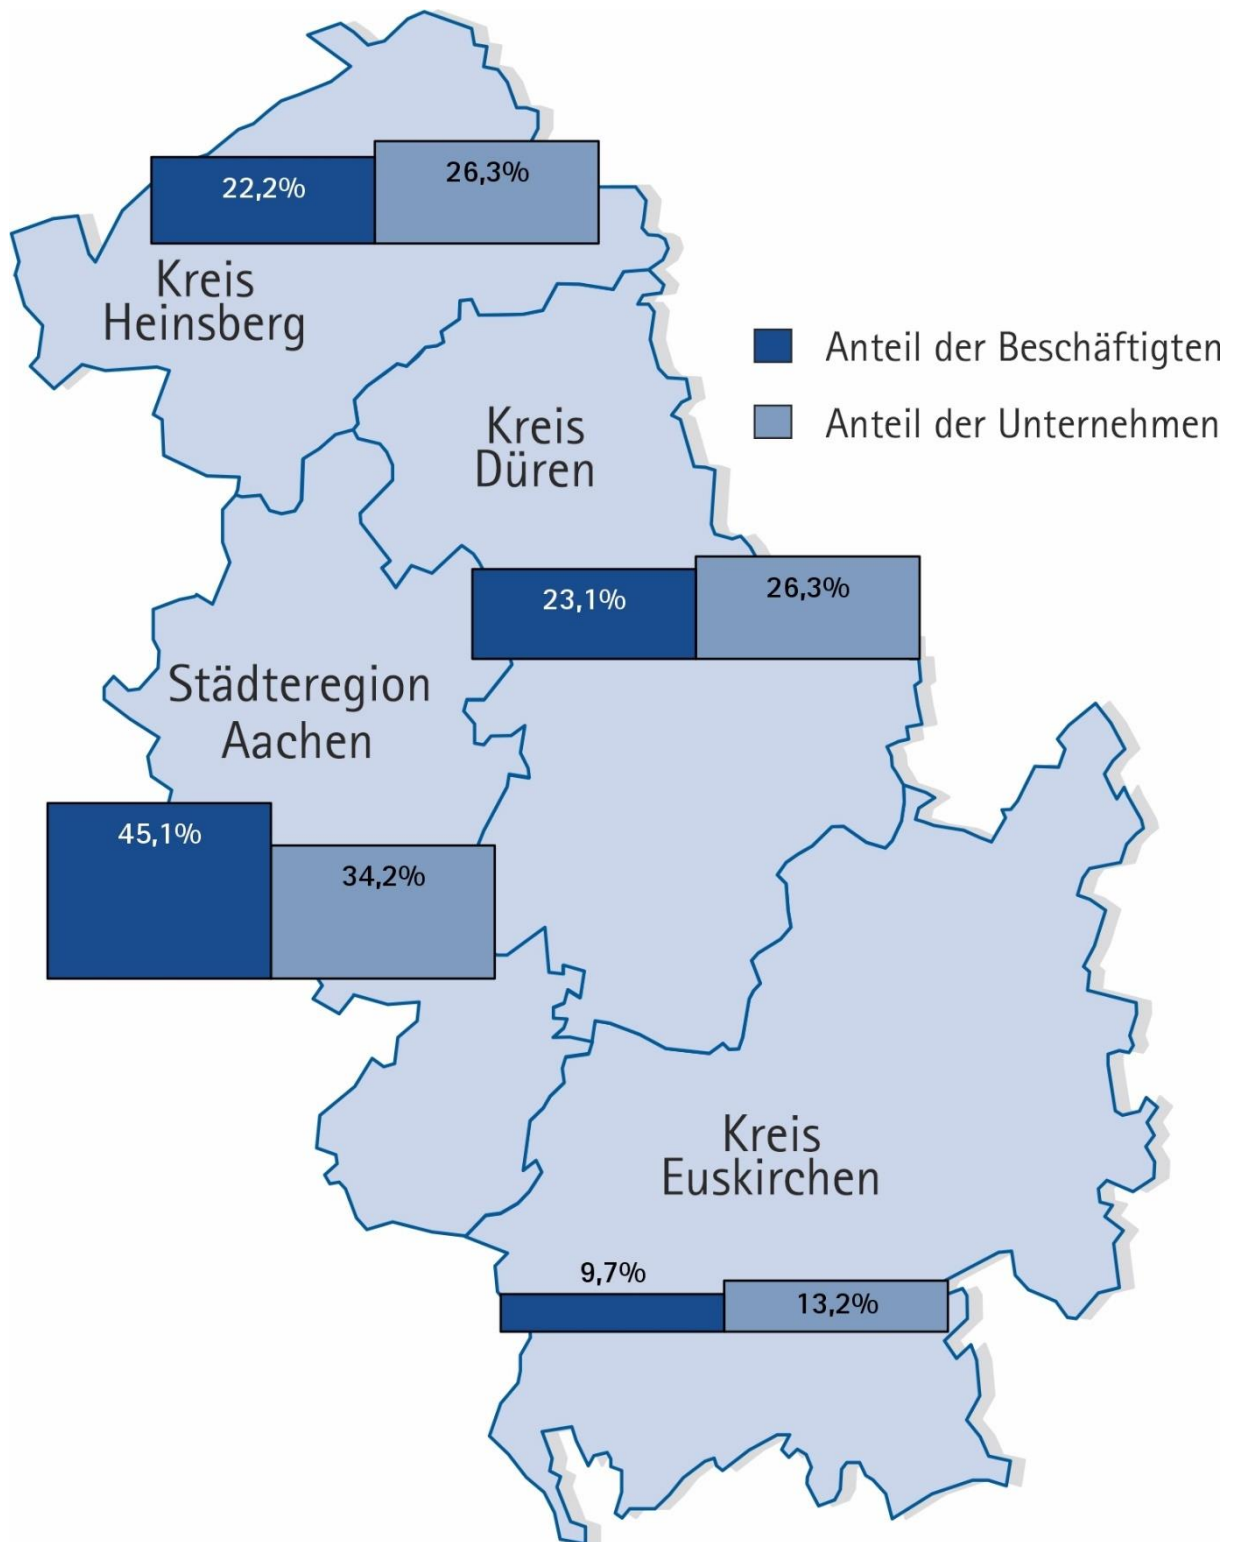 22,2%
26,3%
Kreis
Heinsberg
Anteil der Beschäftigten
Anteil der Unternehmen
Kreis
Düren
23,1%
26,3%
Städteregion
Aachen
45,1%
34,2%
Kreis
Euskirchen
9,7%
13,2%